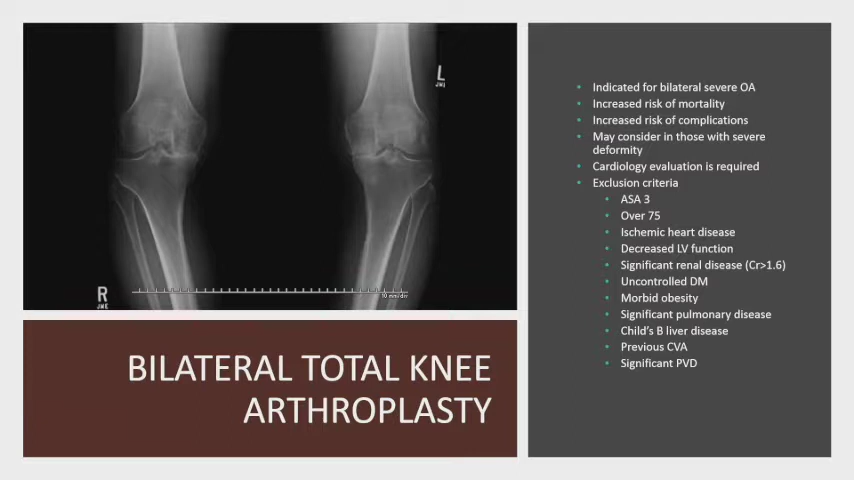 L
JML
R
JME
10 mm/div
BILATERAL TOTAL KNEE
ARTHROPLASTY
• Indicated for bilateral severe OA
• Increased risk of mortality
• Increased risk of complications
• May consider in those with severe
deformity
• Cardiology evaluation is required
• Exclusion criteria
• ASA 3
• Over 75
• Ischemic heart disease
• Decreased LV function
• Significant renal disease (Cr>1.6)
• Uncontrolled DM
• Morbid obesity
• Significant pulmonary disease
• Child's B liver disease
• Previous CVA
• Significant PVD